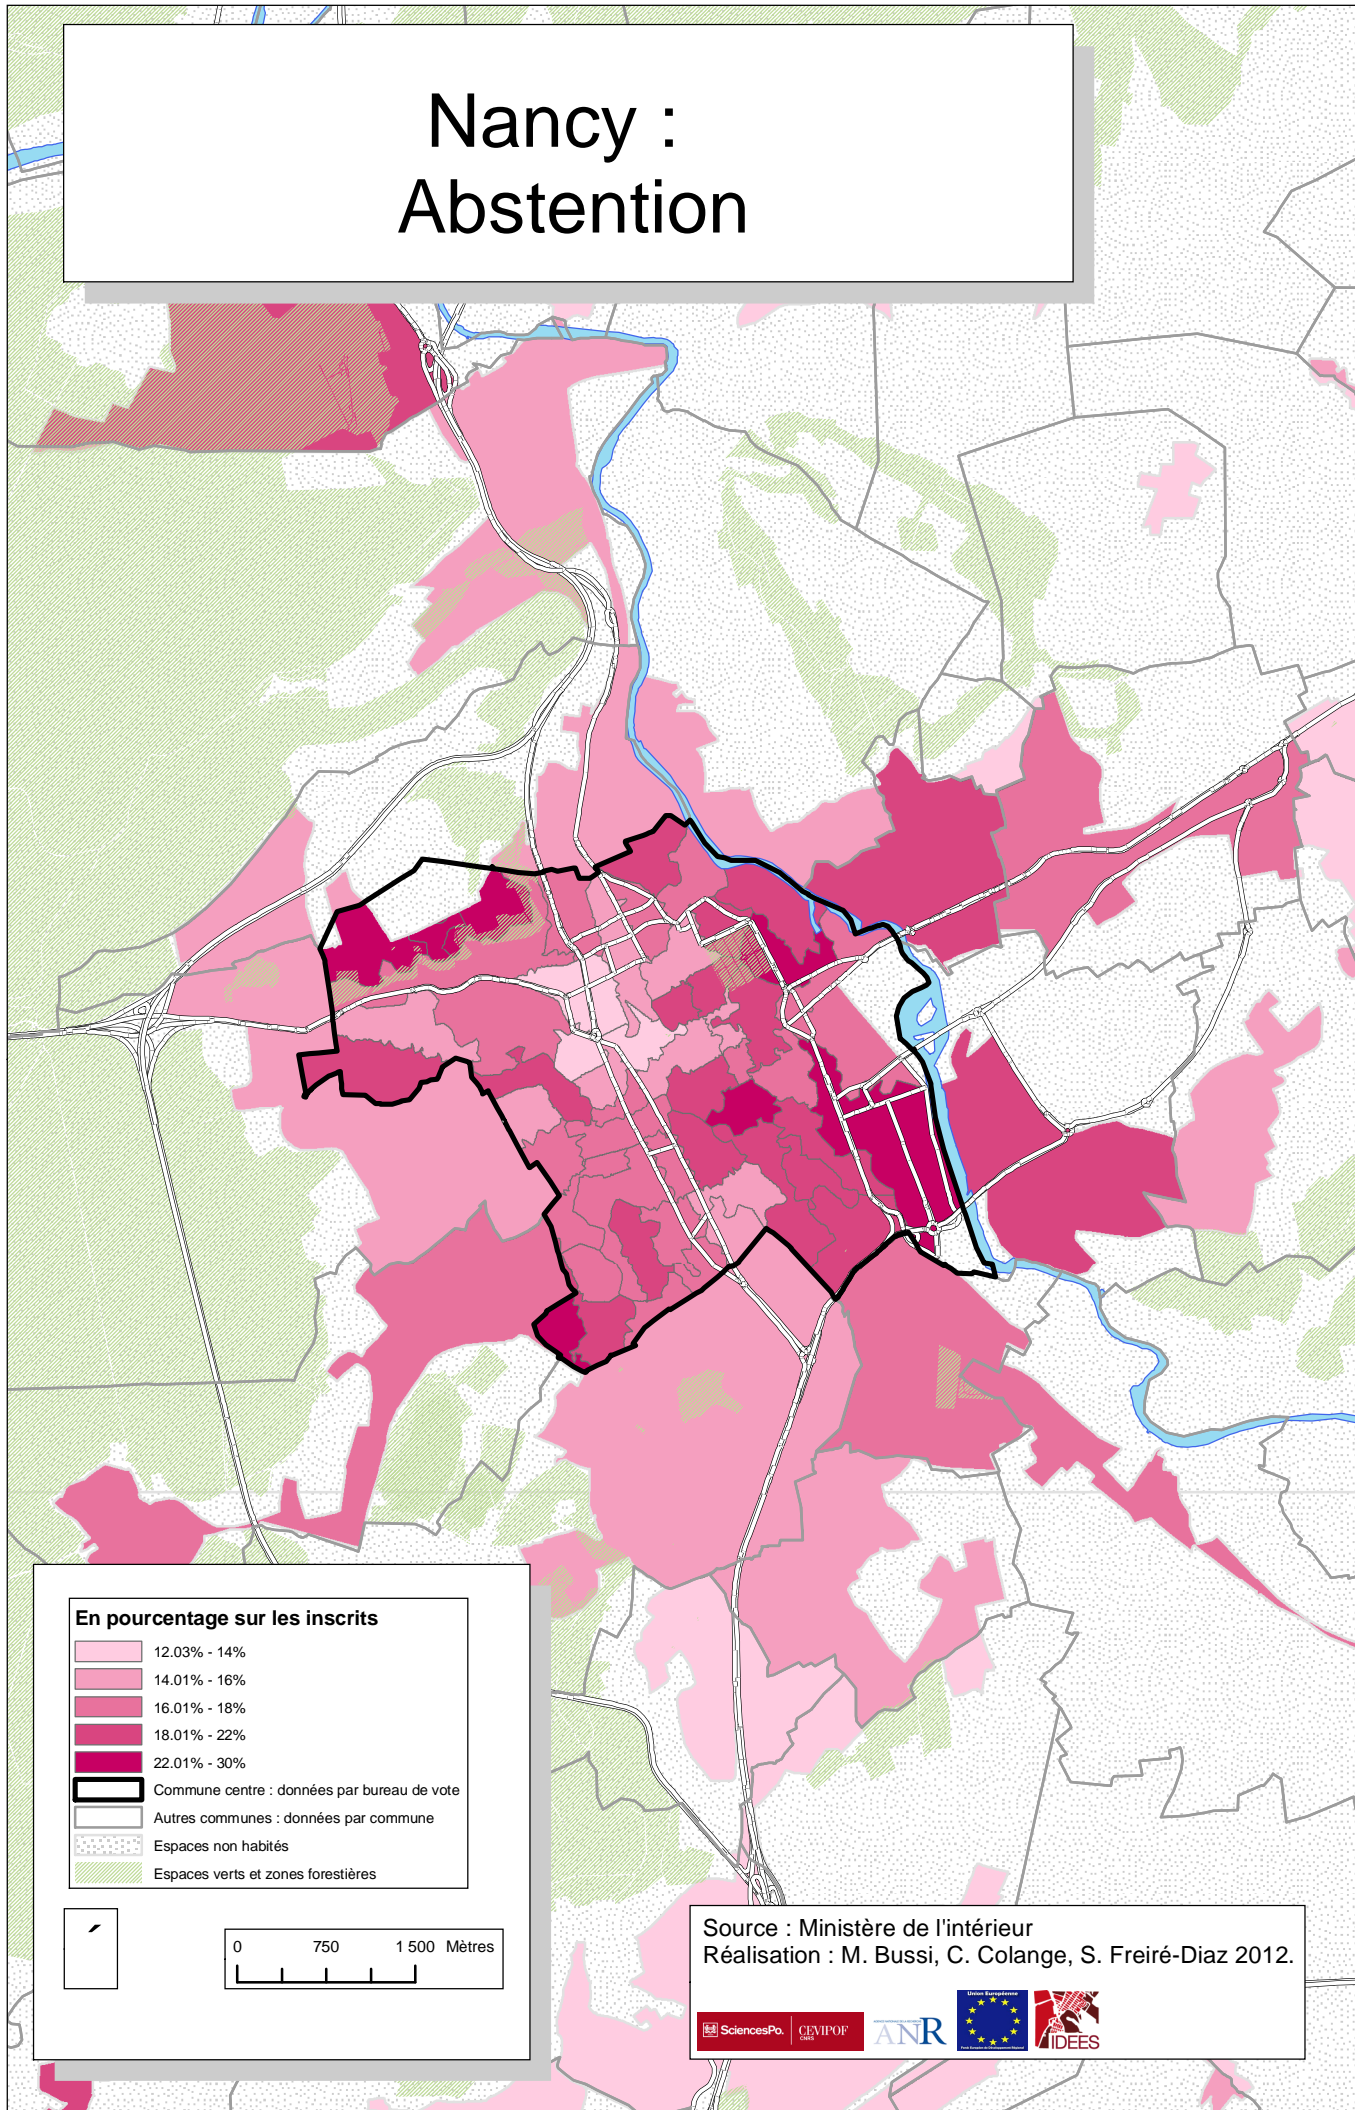 Nancy :
Abstention
En pourcentage sur les inscrits
12.03% - 14%
14.01% - 16%
16.01% - 18%
18.01% - 22%
22.01% - 30%
Commune centre : données par bureau de vote
Autres communes : données par commune
Espaces non habités
Espaces verts et zones forestières
0 750 1 500 Mètres
Source : Ministère de l'intérieur
Réalisation : M. Bussi, C. Colange, S. Freiré-Diaz 2012.
SciencesPo.
CEVIPOF
CNRS
ANR
Union Européenne
IDEES